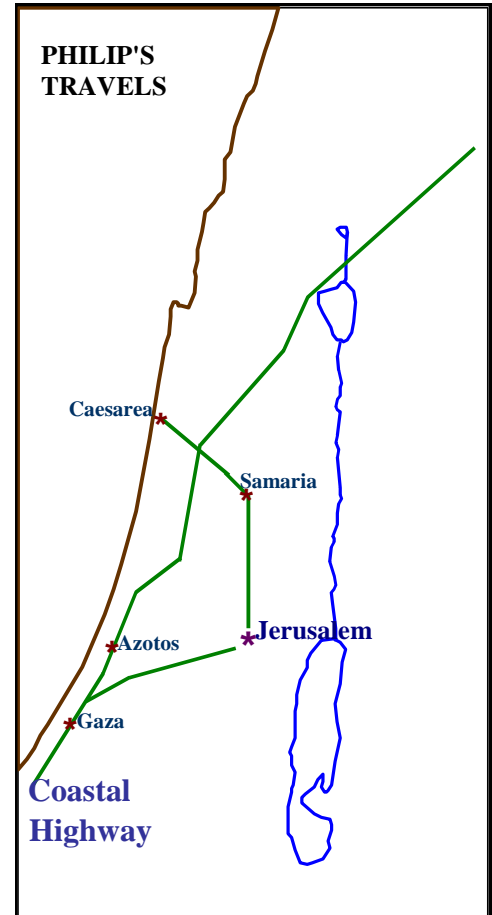 PHILIP'S
TRAVELS
Caesarea
Samaria
Jerusalem
Azotos
Gaza
Coastal
Highway